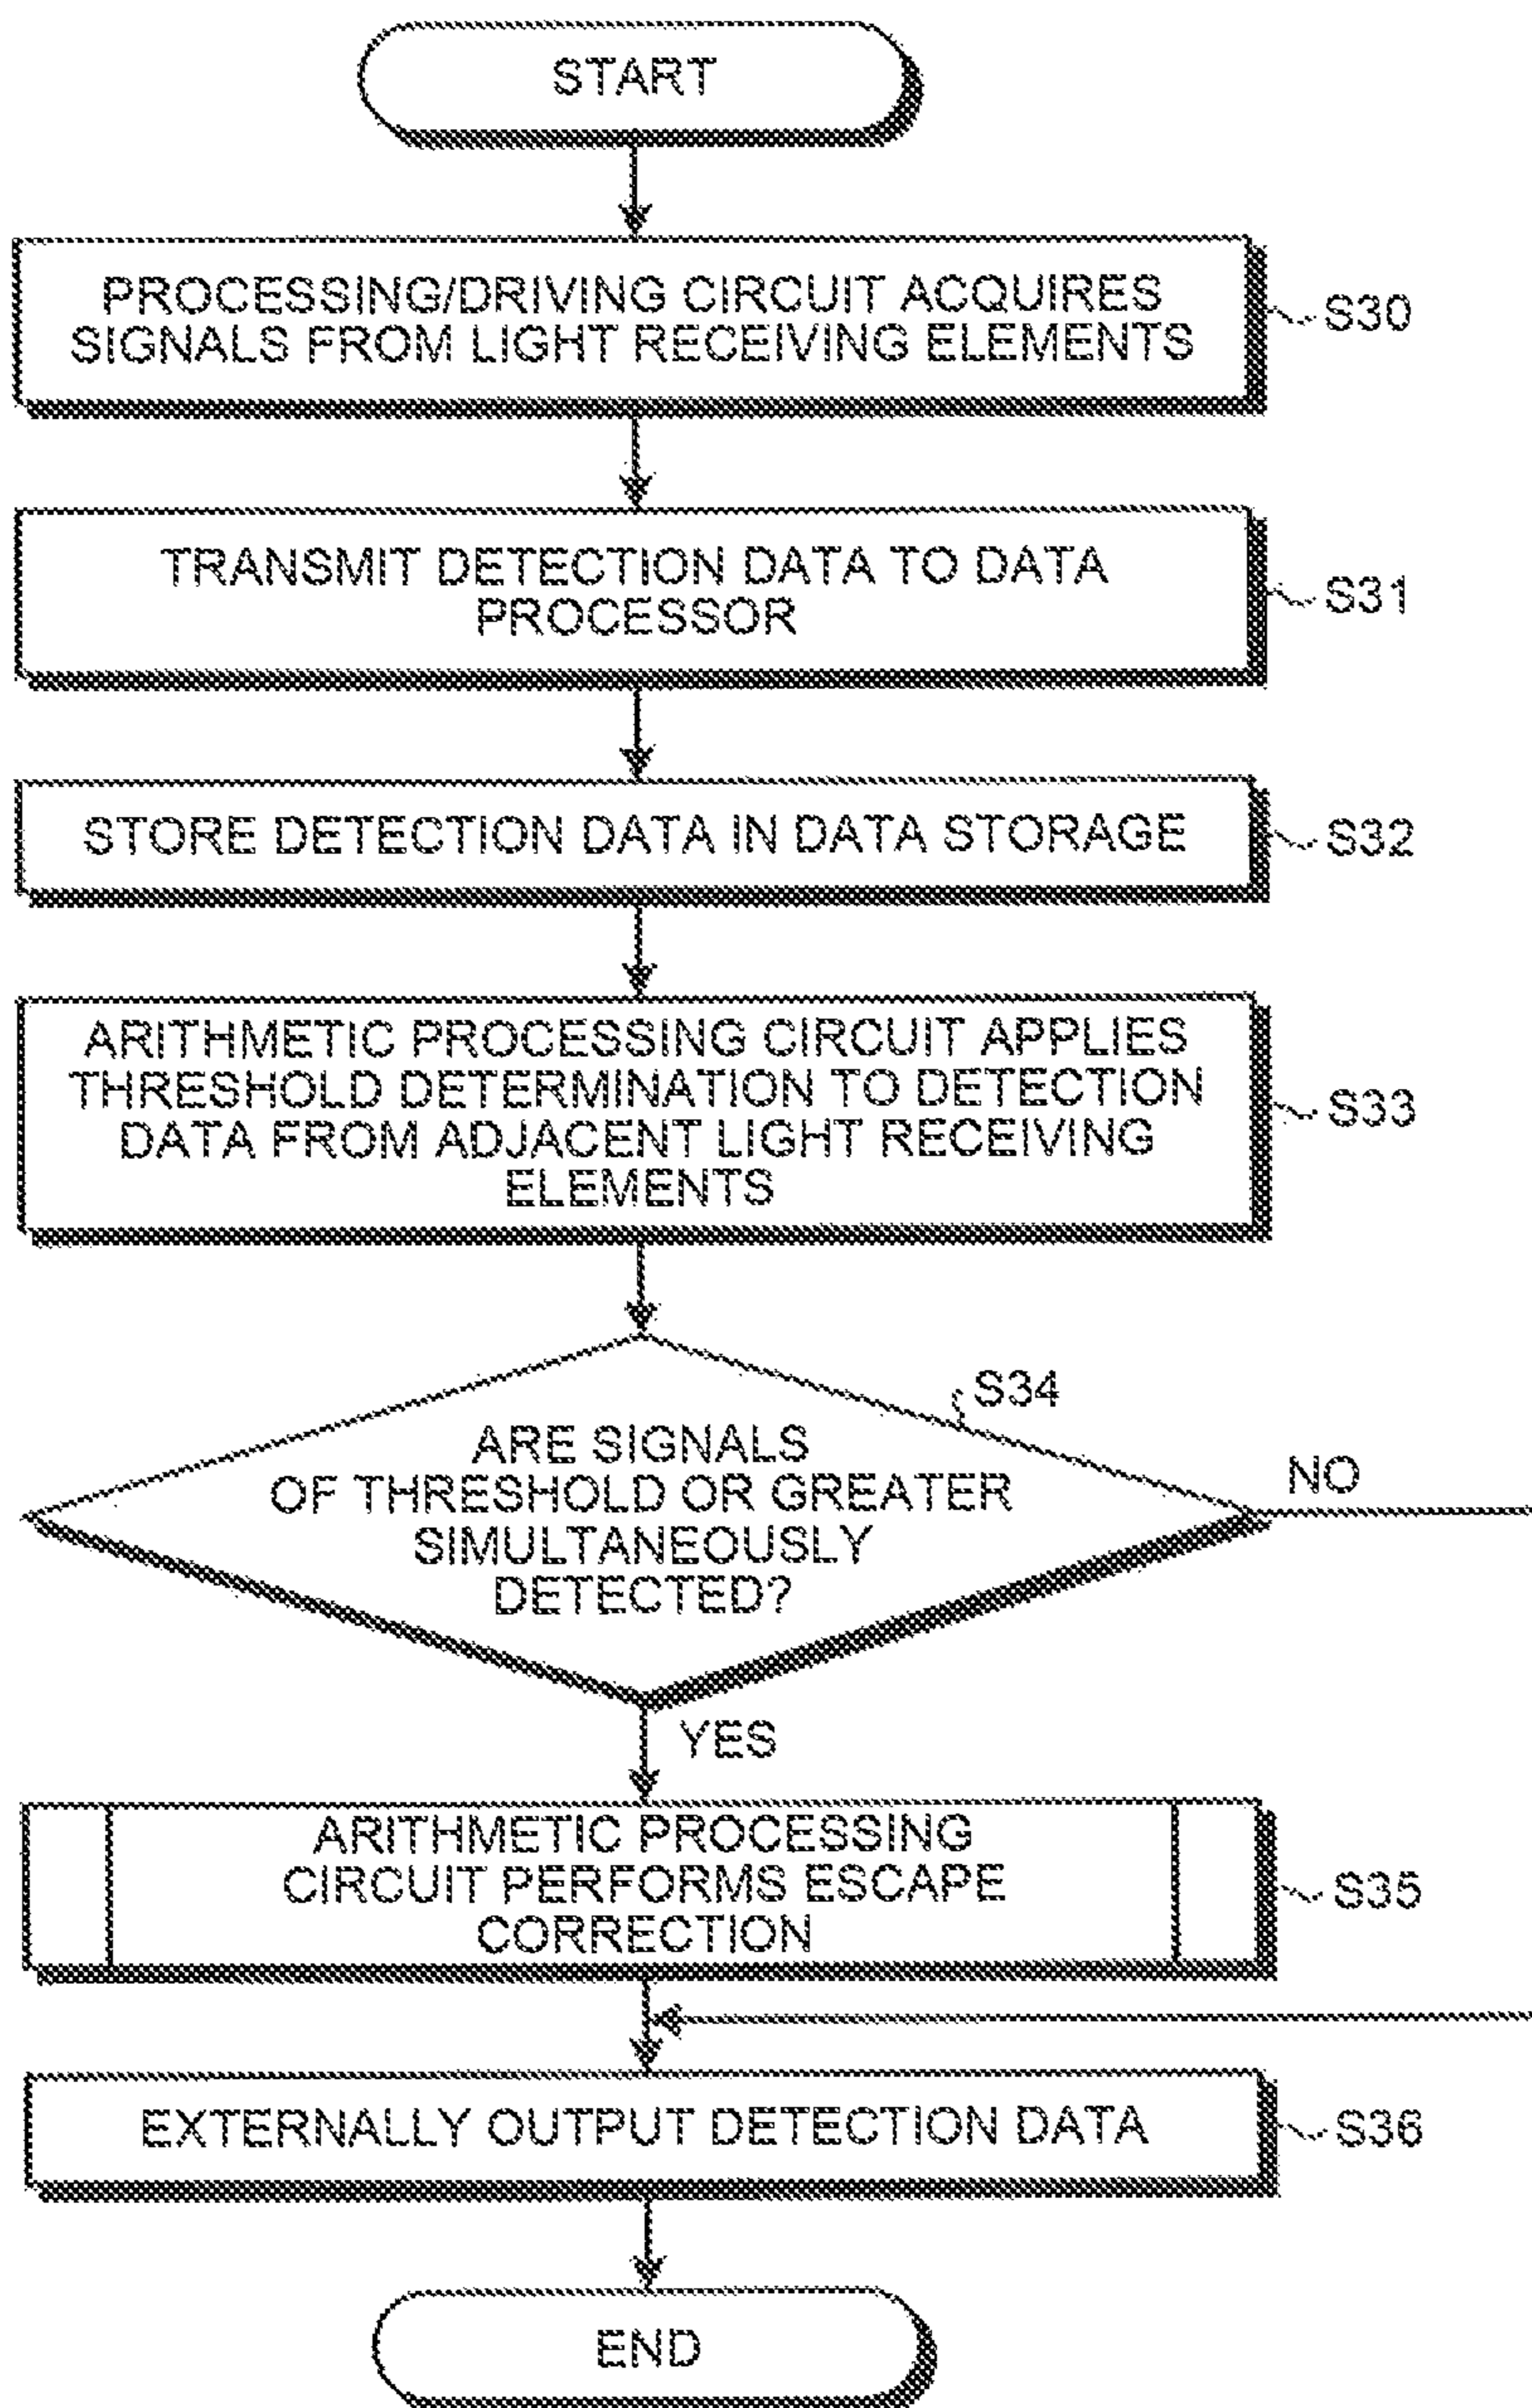 START
PROCESSING/DRIVING CIRCUIT ACQUIRES
SIGNALS FROM LIGHT RECEIVING ELEMENTS
S30
TRANSMIT DETECTION DATA TO DATA
PROCESSOR
S31
STORE DETECTION DATA IN DATA STORAGE
S32
ARITHMETIC PROCESSING CIRCUIT APPLIES
THRESHOLD DETERMINATION TO DETECTION
DATA FROM ADJACENT LIGHT RECEIVING
ELEMENTS
S33
S34
ARE SIGNALS
OF THRESHOLD OR GREATER
SIMULTANEOUSLY
DETECTED?
NO
YES
ARITHMETIC PROCESSING
CIRCUIT PERFORMS ESCAPE
CORRECTION
S35
EXTERNALLY OUTPUT DETECTION DATA
S36
END